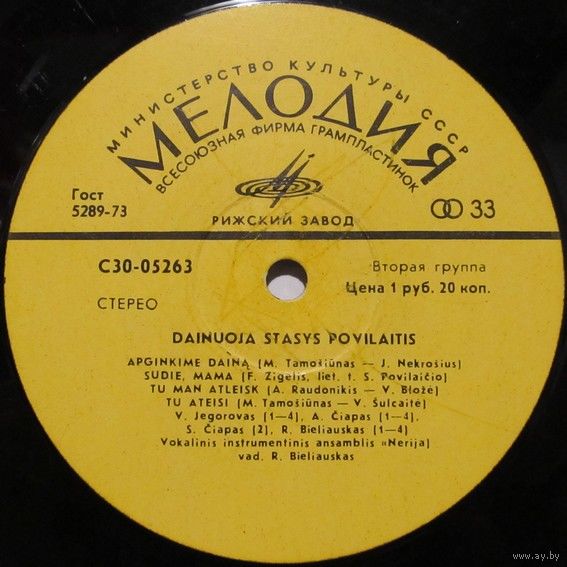 МИНИСТЕРСТВО КУЛЬТУРЫ СССР
МЕЛОДИЯ
ВСЕСОЮЗНАЯ ФИРМА ГРАМПЛАСТИНОК
Гост
5289-73
РИЖСКИЙ ЗАВОД
33
С30-05263
Вторая группа
Цена 1 руб. 20 коп.
СТЕРЕО
DAINUOJA STASYS POVILAITIS
APGINKIME DAINĄ (M. Tamošiūnas — J. Nekrošius)
SUDIE, MAMA (F. Zigelis, liet. t. S. Povilaičio)
TU MAN ATLEISK (A. Raudonikis — V. Bložė)
TU ATEISI (M. Tamošiūnas — V. Šulcaitė)
V. Jegorovas (1—4), A. Čiapas (1—4),
S. Čiapas (2), R. Bieliauskas (1—4)
Vokalinis instrumentinis ansamblis «Nerija)
vad. R. Bieliauskas
www.ay.by